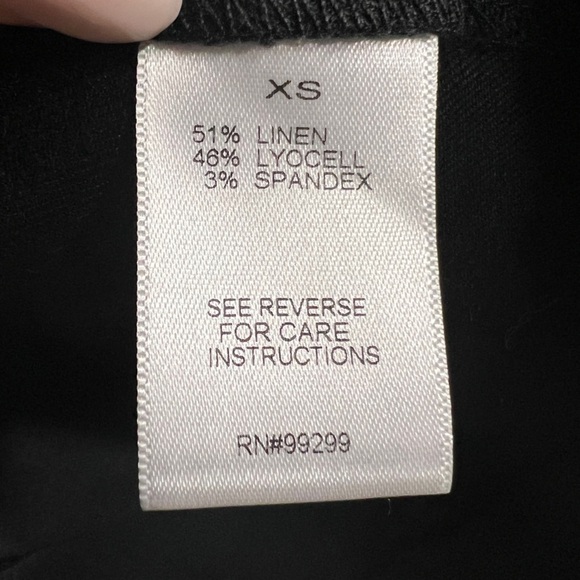 XS
51% LINEN
46% LYOCELL
3% SPANDEX
SEE REVERSE
FOR CARE
INSTRUCTIONS
RN#99299